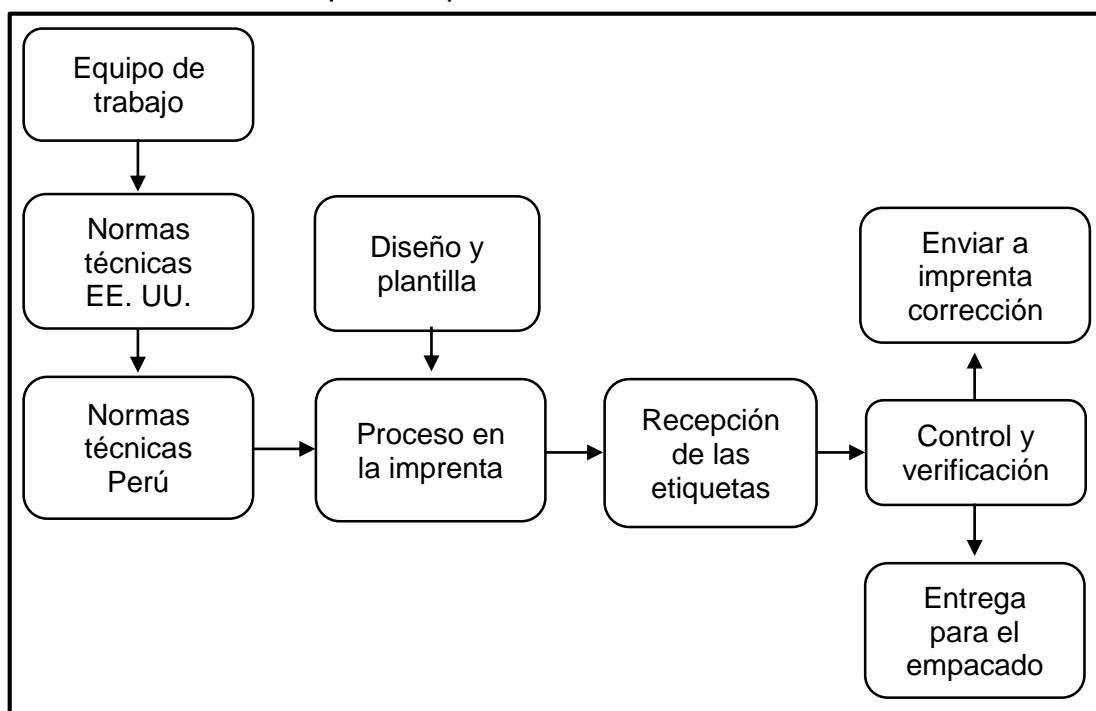 Equipo de
trabajo
Normas
técnicas
EE. UU.
Normas
técnicas
Perú
Diseño y
plantilla
Proceso en
la imprenta
Recepción
de las
etiquetas
Enviar a
imprenta
corrección
Control y
verificación
Entrega
para el
empacado